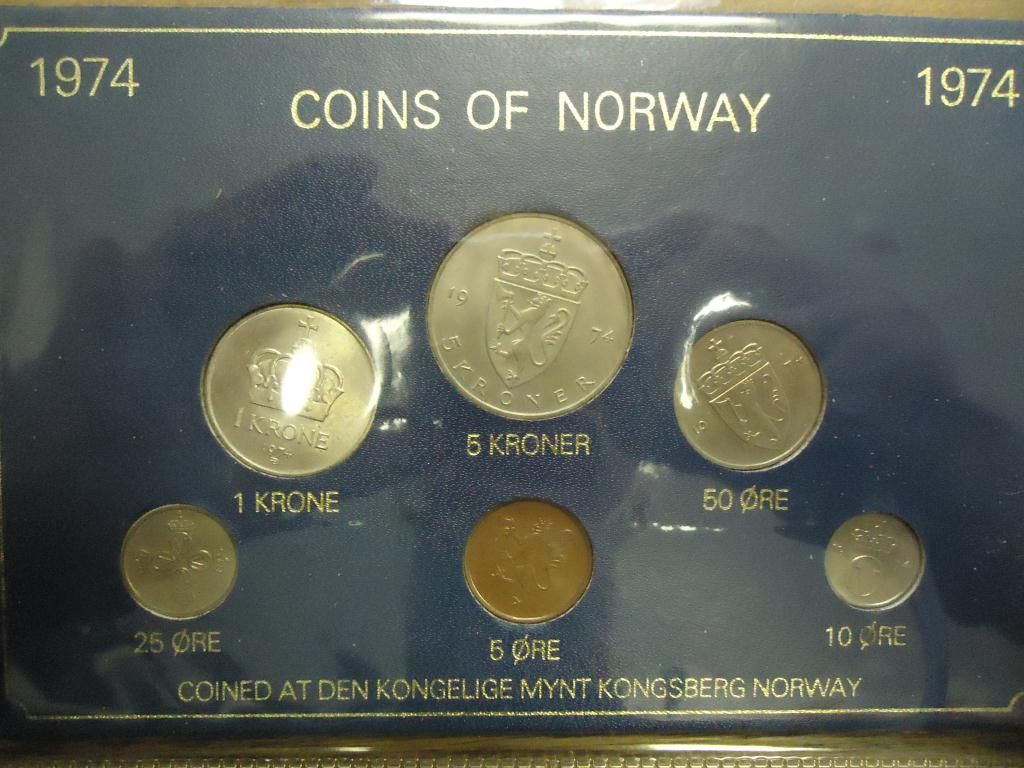 1974
1974
COINS OF NORWAY
19 74
5 KRONER
1 KRONE
1974
5 KRONER
1 KRONE
50 ØRE
25 ØRE
5 ØRE
10 ØRE
COINED AT DEN KONGELIGE MYNT KONGSBERG NORWAY